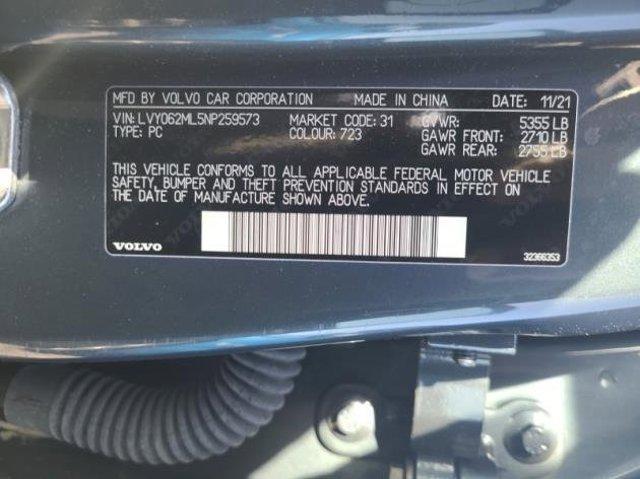 MFD BY VOLVO CAR CORPORATION MADE IN CHINA 11/21
VIN: LVY062ML5NP259573 MARKET CODE: 31 GVWR: 5355 LB
TYPE: PC COLOUR: 723 GAWR FRONT: 2710 LB
GAWR REAR: 2755 LB
THIS VEHICLE CONFORMS TO ALL APPLICABLE FEDERAL MOTOR VEHICLE
SAFETY, BUMPER AND THEFT PREVENTION STANDARDS IN EFFECT ON
THE DATE OF MANUFACTURE SHOWN ABOVE.
VOLVO 32366353